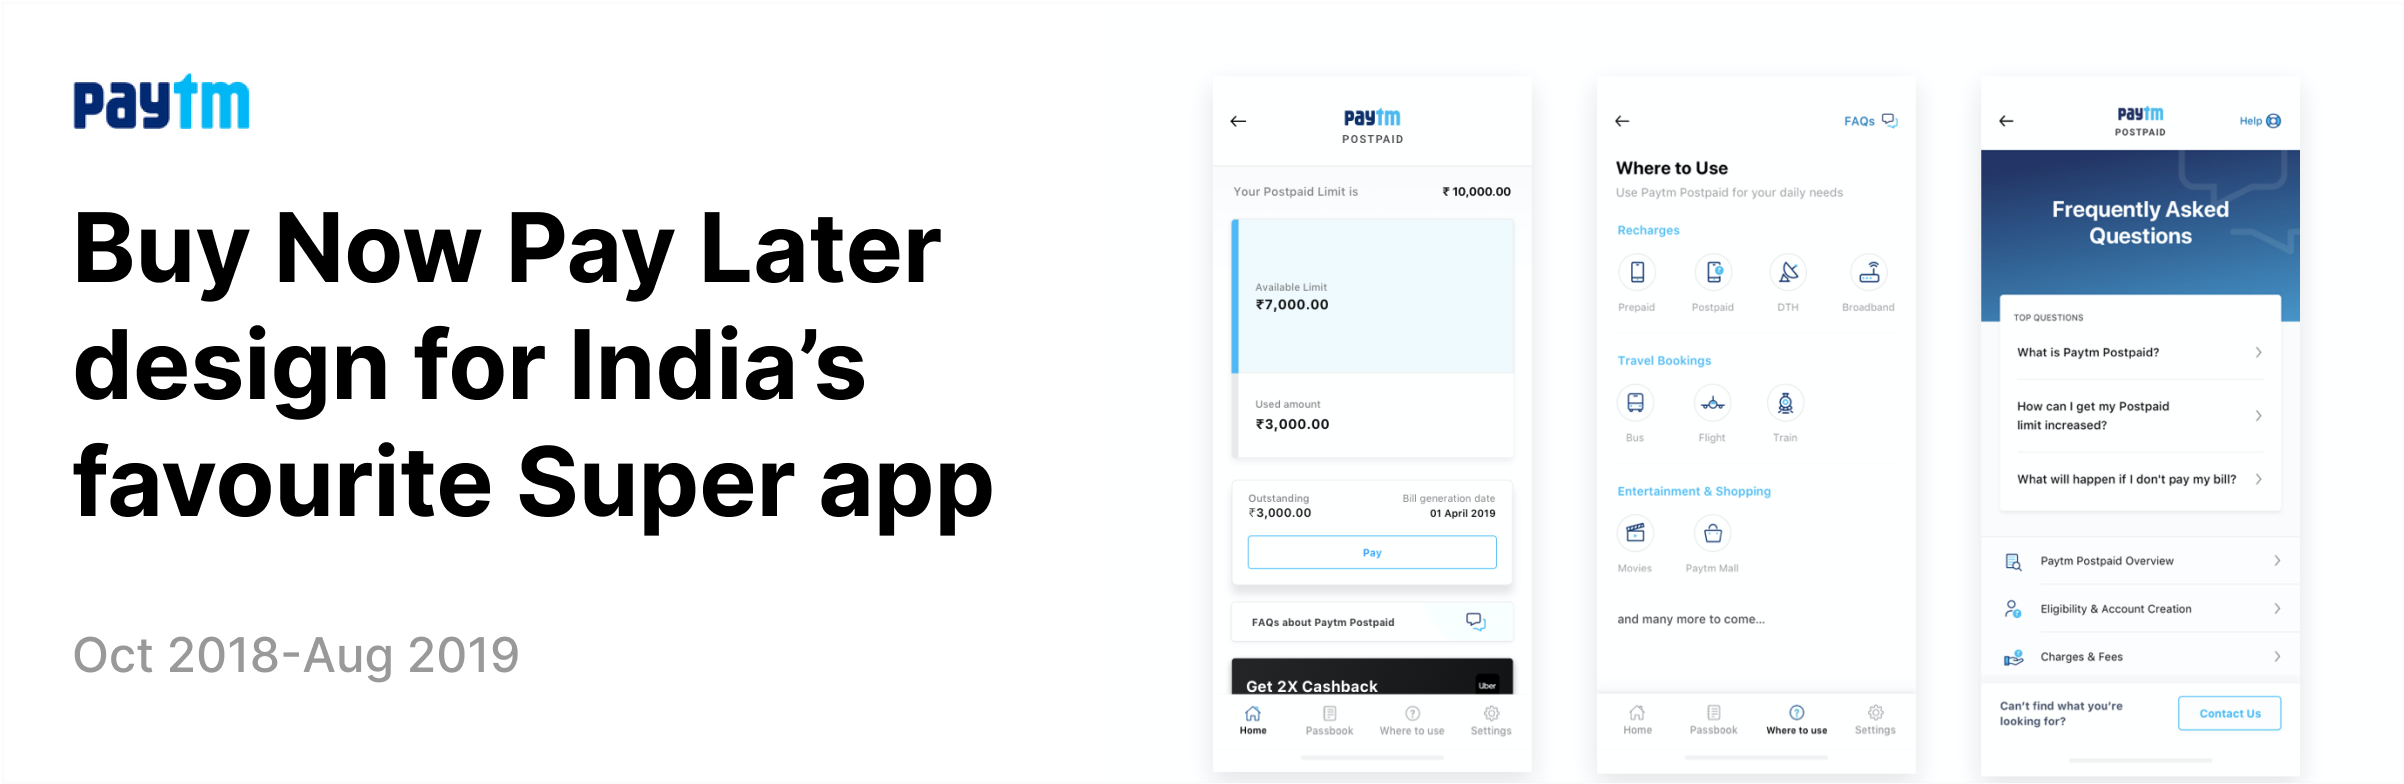 paytm
Buy Now Pay Later
design for India’s
favourite Super app
Oct 2018-Aug 2019
paytm
POSTPAID
Your Postpaid Limit is ₹ 10,000.00
Available Limit
₹7,000.00
Used amount
₹3,000.00
Outstanding Bill generation date
₹3,000.00 01 April 2019
Pay
FAQs about Paytm Postpaid
Get 2X Cashback Uber
Home Passbook Where to use Settings
FAQs
Where to Use
Use Paytm Postpaid for your daily needs
Recharges
Prepaid Postpaid DTH Broadband
Travel Bookings
Bus Flight Train
Entertainment & Shopping
Movies Paytm Mall
and many more to come...
Home Passbook Where to use Settings
paytm
POSTPAID
Help
Frequently Asked
Questions
TOP QUESTIONS
What is Paytm Postpaid?
How can I get my Postpaid
limit increased?
What will happen if I don't pay my bill?
Paytm Postpaid Overview
Eligibility & Account Creation
Charges & Fees
Can’t find what you’re
looking for?
Contact Us